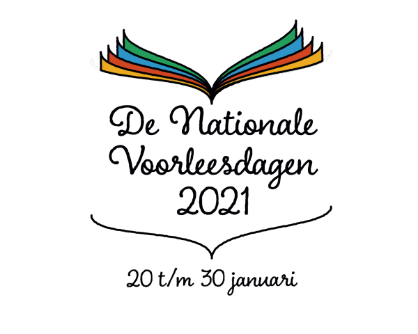 De Nationale
Voorleesdagen
2021
20 t/m 30 januari